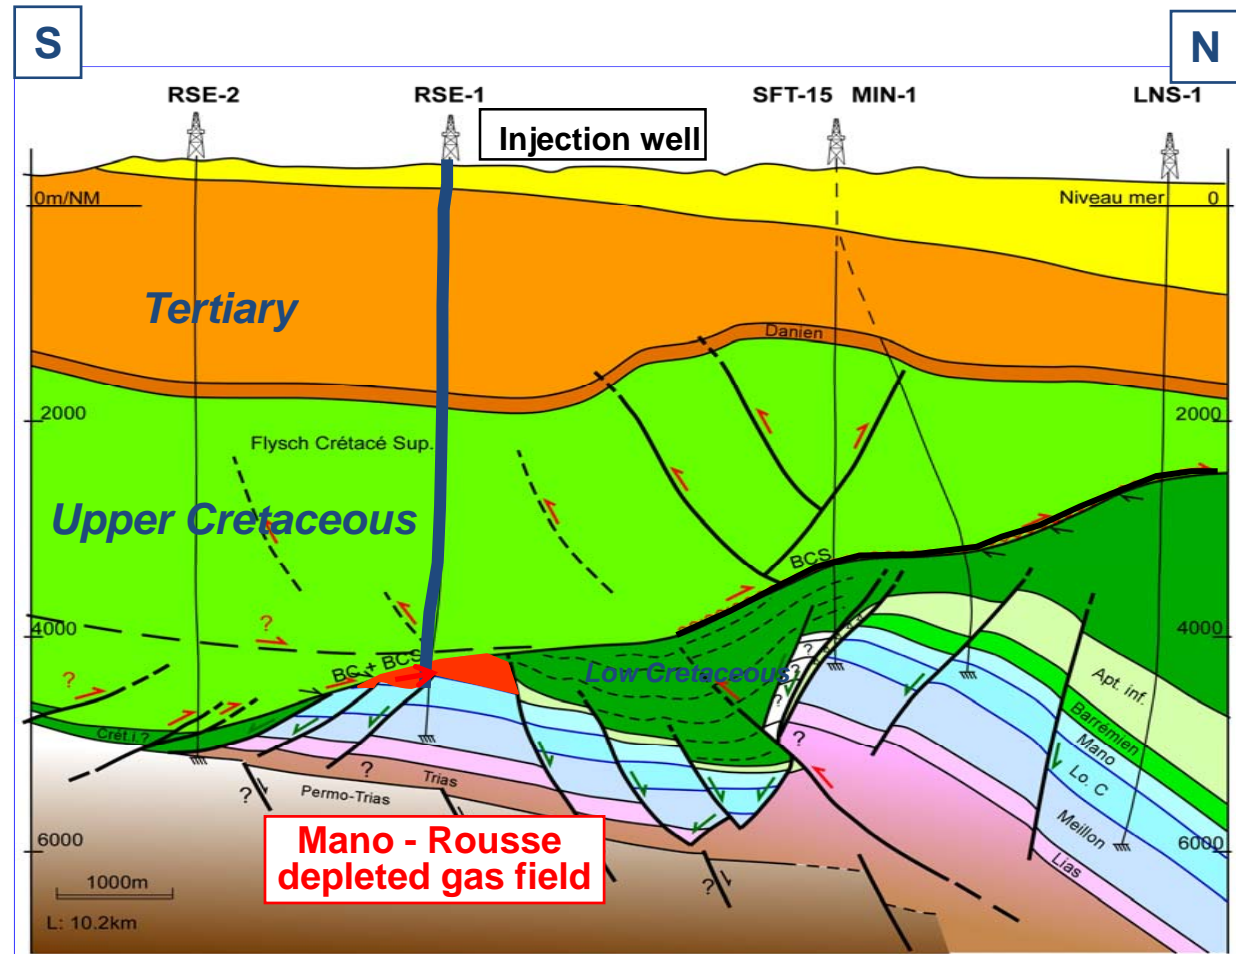 S
N
RSE-2
RSE-1
SFT-15 MIN-1
LNS-1
Injection well
0m/NM
Niveau mer
0
Tertiary
Danien
2000
2000
Flysch Crétacé Sup.
Upper Cretaceous
BCS
?
4000
4000
BC + BCS
?
Low Cretaceous
?
?
?
Apt. inf.
Crét i ?
Barrémien
Mano
Lo. C
Meillon
Lias
?
?
Trias
Permo-Trias
?
6000
6000
Mano - Rousse
depleted gas field
?
1000m
L: 10.2km